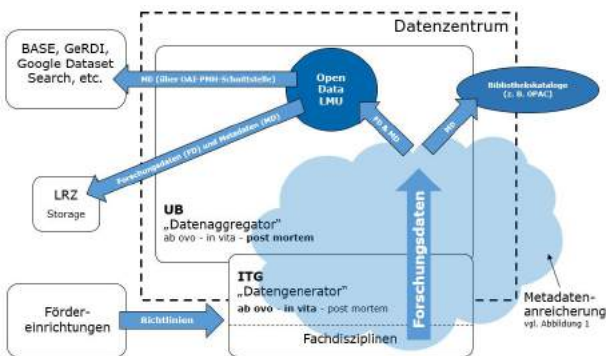 Datenzentrum
BASE, GeRDI,
Google Dataset
Search, etc.
MD (über OAI-PMH-Schnittstelle)
Open
Data
LMU
Bibliothekskataloge
(z. B. OPAC)
FD & MD
MD
Forschungsdaten (FD) und Metadaten (MD)
LRZ
Storage
UB
„Datenaggregator“
ab ovo - in vita - post mortem
Forschungsdaten
ITG
„Datengenerator“
ab ovo - in vita - post mortem
Fachdisziplinen
Metadaten-
anreicherung
vgl. Abbildung 1
Förder-
einrichtungen
Richtlinien